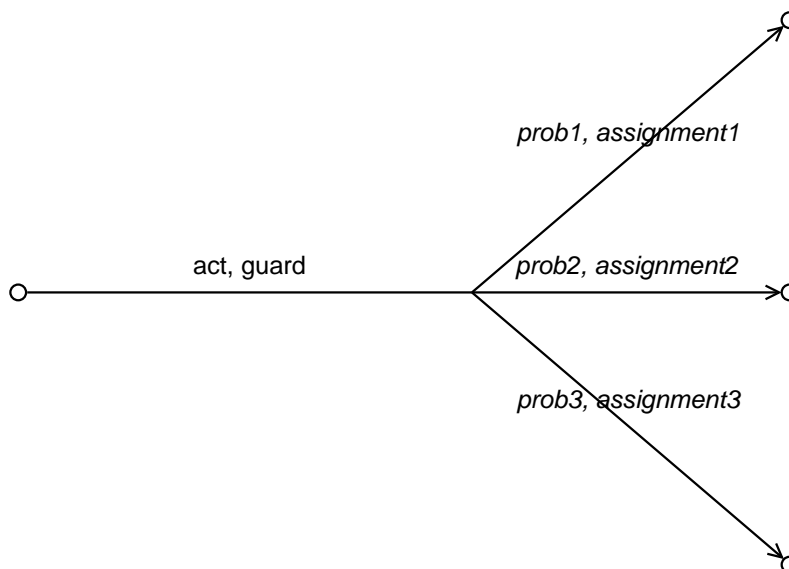 prob1, assignment1
act, guard
prob2, assignment2
prob3, assignment3